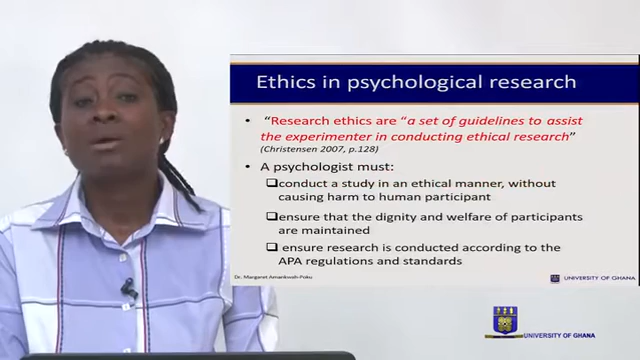 Ethics in psychological research
• “Research ethics are “a set of guidelines to assist
the experimenter in conducting ethical research”
(Christensen 2007, p.128)
• A psychologist must:
❑conduct a study in an ethical manner, without
causing harm to human participant
❑ensure that the dignity and welfare of participants
are maintained
❑ ensure research is conducted according to the
APA regulations and standards
Dr. Margaret Amankwah-Poku
UNIVERSITY OF GHANA
UNIVERSITY OF GHANA